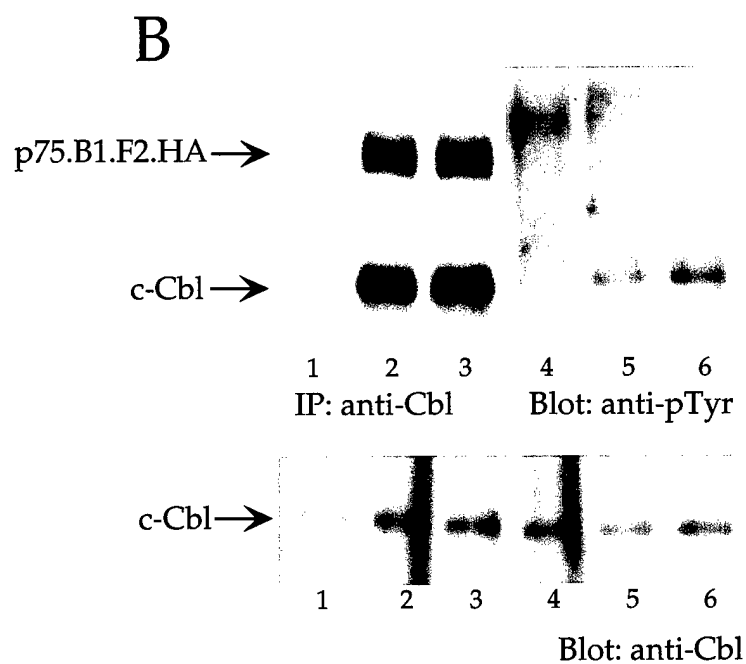 B
p75.B1.F2.HA
c-Cbl
1 2 3 4 5 6
IP: anti-Cbl Blot: anti-pTyr
c-Cbl
1 2 3 4 5 6
Blot: anti-Cbl